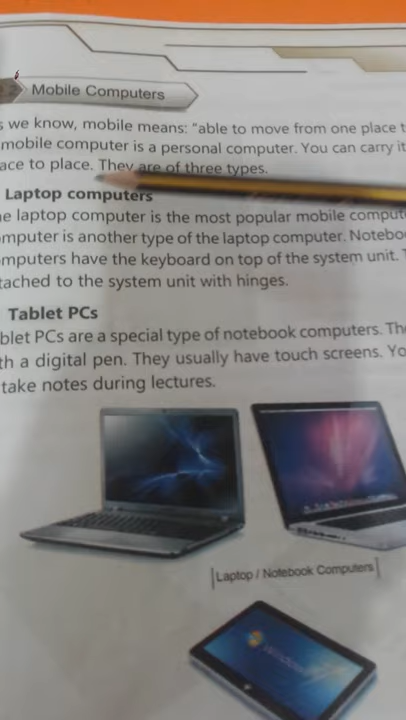 2
Mobile Computers
s we know, mobile means: "able to move from one place t
mobile computer is a personal computer. You can carry it
ace to place. They are of three types.
Laptop computers
e laptop computer is the most popular mobile compute
mputer is another type of the laptop computer. Notebo
mputers have the keyboard on top of the system unit. T
tached to the system unit with hinges.
Tablet PCs
blet PCs are a special type of notebook computers. The
th a digital pen. They usually have touch screens. Yo
take notes during lectures.
Laptop / Notebook Computers
Windows